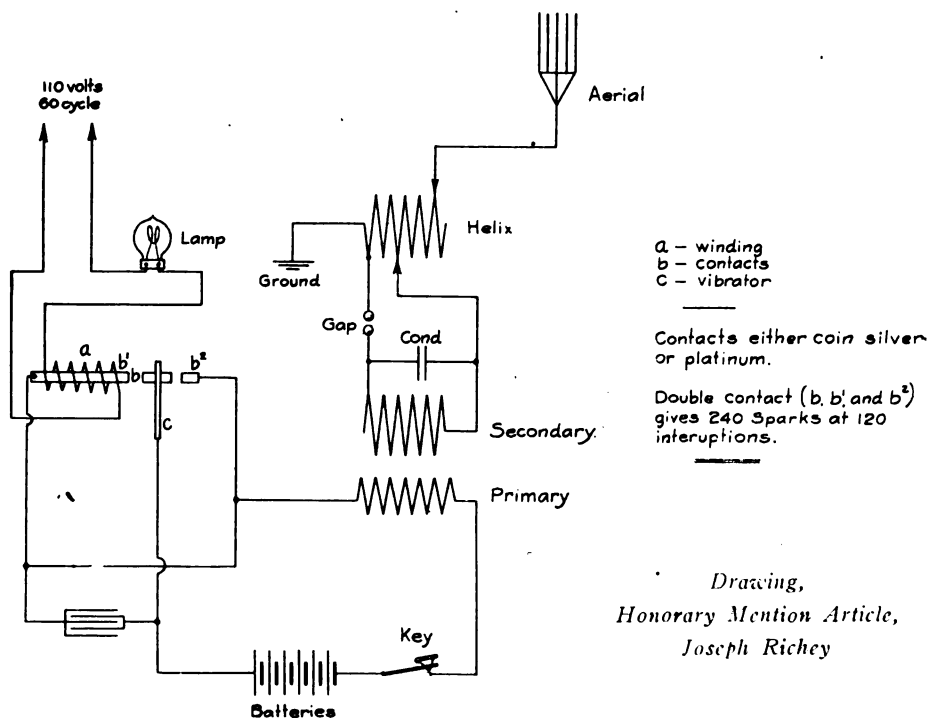 110 volts
60 cycle
Aerial
Lamp
Helix
Ground
Gap
Cond
a
b'
b
b²
c
Secondary.
Primary
Key
Batteries
a – winding
b – contacts
c – vibrator
Contacts either coin silver
or platinum.
Double contact (b, b', and b²)
gives 240 Sparks at 120
interuptions.
Drawing,
Honorary Mention Article,
Joseph Richey